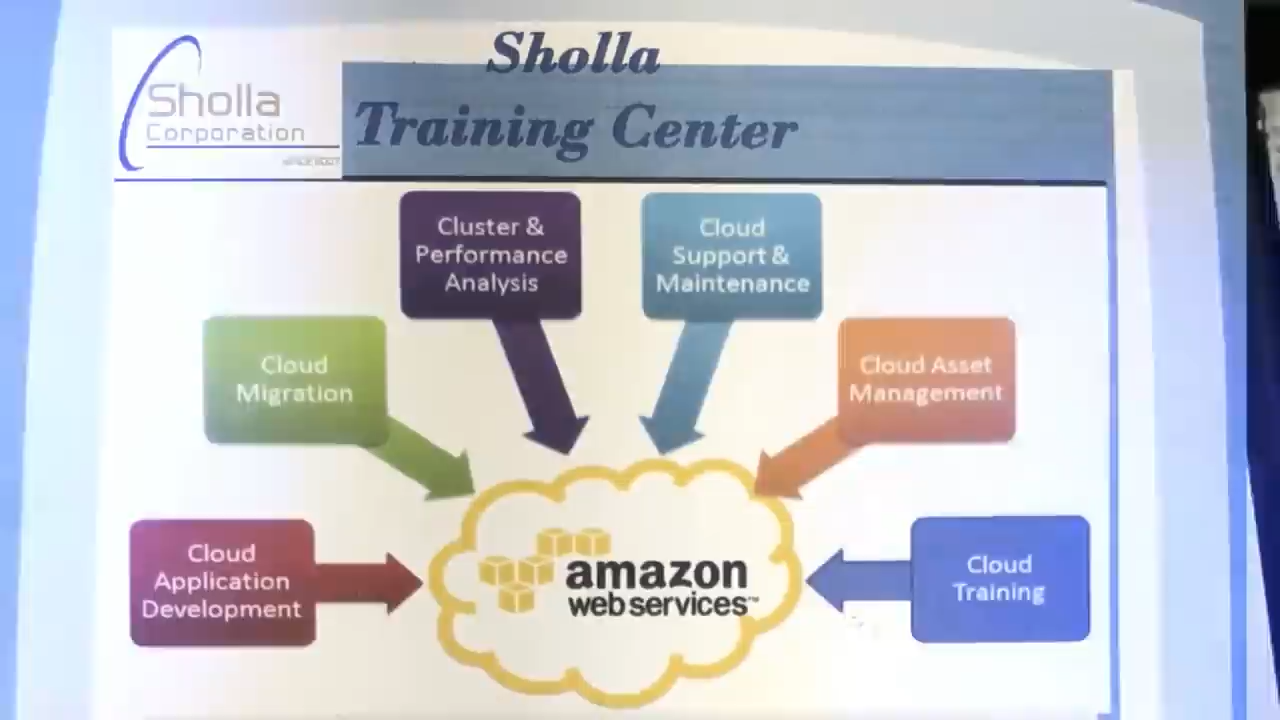 Sholla
Training Center
Sholla
Corporation
Cluster &
Performance
Analysis
Cloud
Support &
Maintenance
Cloud
Migration
Cloud Asset
Management
Cloud
Application
Development
amazon
web services™
Cloud
Training